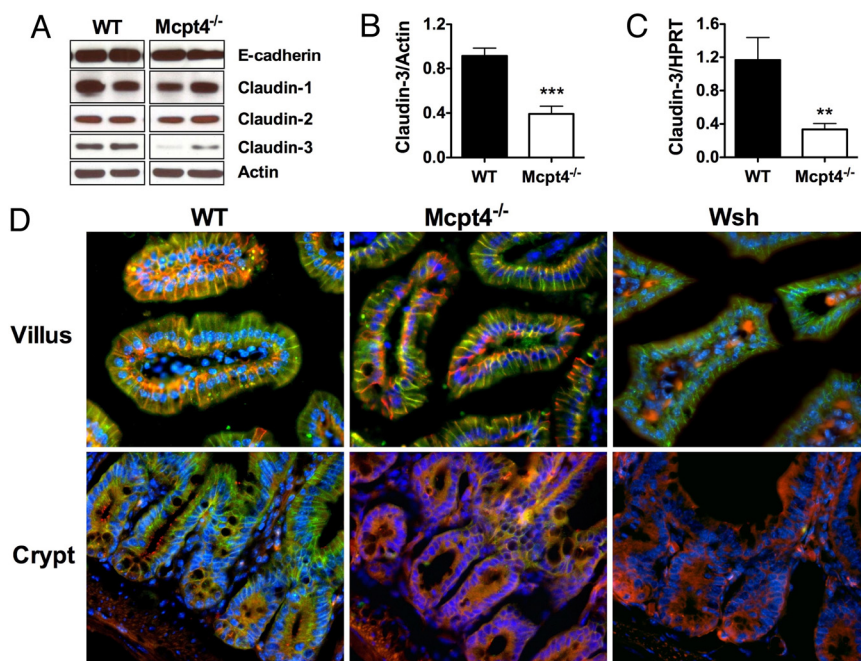 A
WT Mcpt4-/-
E-cadherin
Claudin-1
Claudin-2
Claudin-3
Actin
B
Claudin-3/Actin
1.2
0.8
0.4
0.0
***
WT Mcpt4-/-
C
Claudin-3/HPRT
1.6
1.2
0.8
0.4
0.0
**
WT Mcpt4-/-
D
WT Mcpt4-/- Wsh
Villus
Crypt